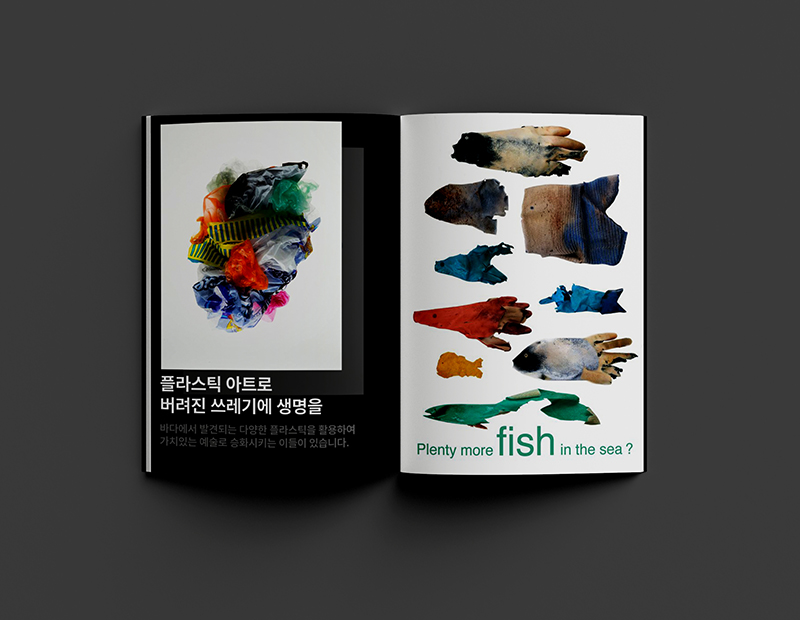 플라스틱 아트로
버려진 쓰레기에 생명을
바다에서 발견되는 다양한 플라스틱을 활용하여
가치있는 예술로 승화시키는 이들이 있습니다.
Plenty more fish in the sea ?